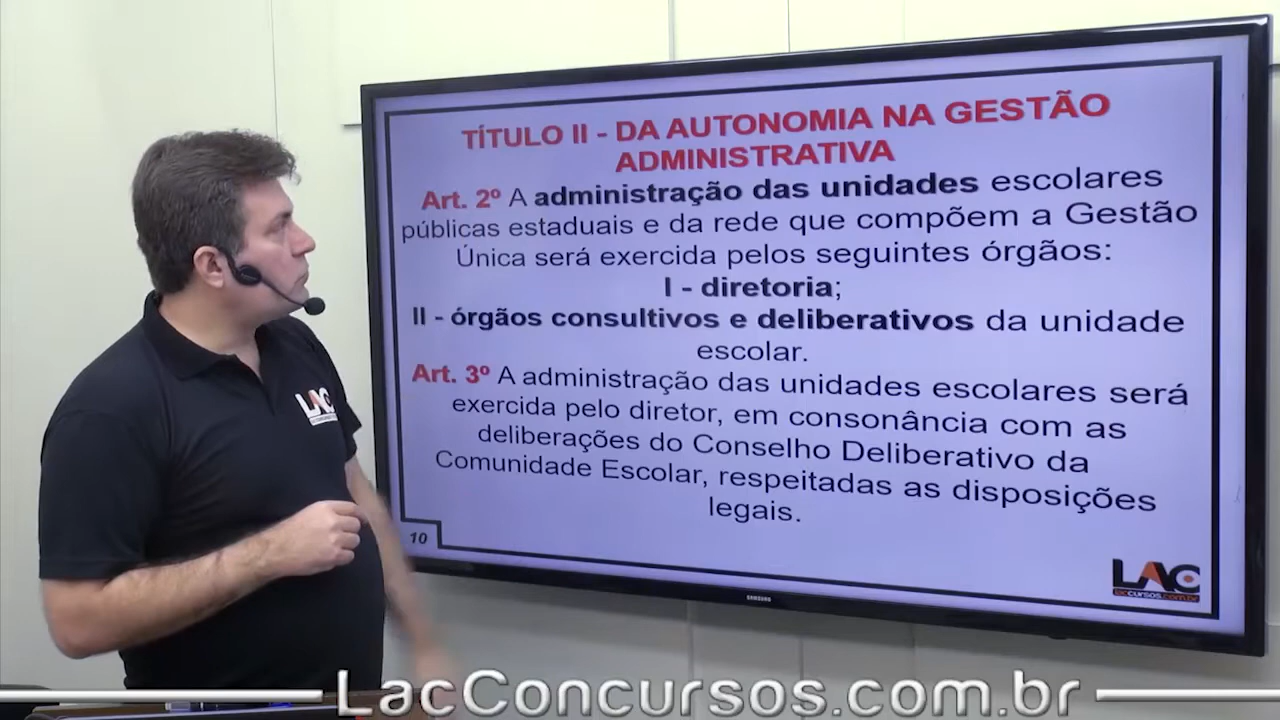 TÍTULO II - DA AUTONOMIA NA GESTÃO
ADMINISTRATIVA
Art. 2º A administração das unidades escolares
públicas estaduais e da rede que compõem a Gestão
Única será exercida pelos seguintes órgãos:
I - diretoria;
II - órgãos consultivos e deliberativos da unidade
escolar.
Art. 3º A administração das unidades escolares será
exercida pelo diretor, em consonância com as
deliberações do Conselho Deliberativo da
Comunidade Escolar, respeitadas as disposições
legais.
10
LAC
laccursos.com.br
SAMSUNG
LAC
LacConcursos.com.br